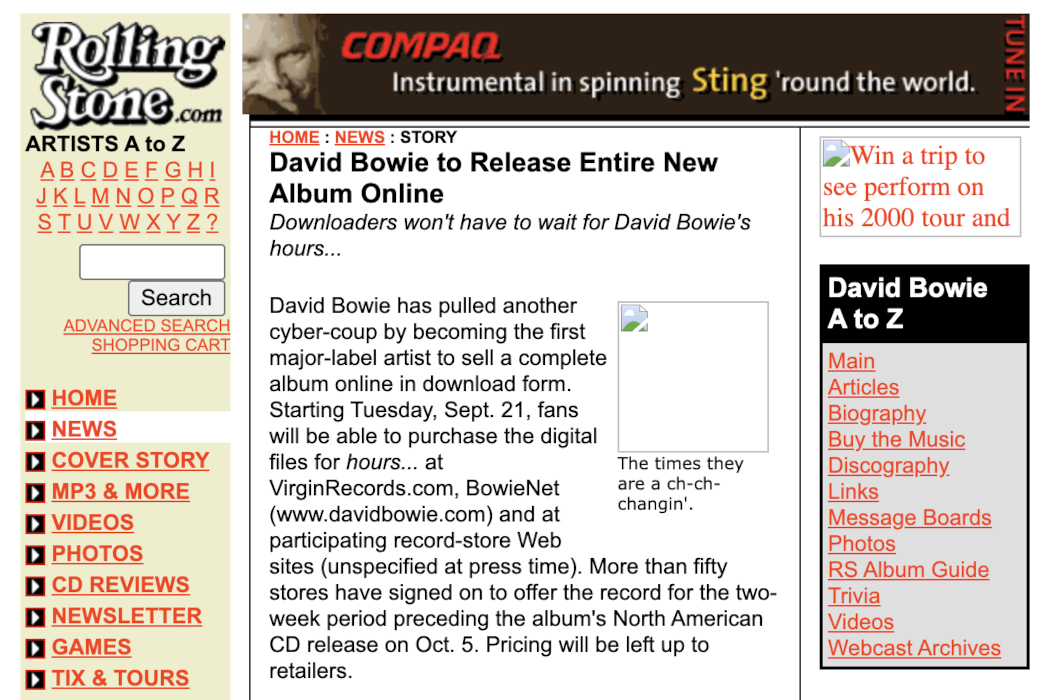 Rolling
Stone.com
ARTISTS A to Z
A B C D E F G H I
J K L M N O P Q R
S T U V W X Y Z ?
Search
ADVANCED SEARCH
SHOPPING CART
HOME
NEWS
COVER STORY
MP3 & MORE
VIDEOS
PHOTOS
CD REVIEWS
NEWSLETTER
GAMES
TIX & TOURS
COMPAQ
Instrumental in spinning Sting 'round the world.
TUNE IN
HOME : NEWS : STORY
David Bowie to Release Entire New
Album Online
Downloaders won't have to wait for David Bowie's
hours...
David Bowie has pulled another
cyber-coup by becoming the first
major-label artist to sell a complete
album online in download form.
Starting Tuesday, Sept. 21, fans
will be able to purchase the digital
files for hours... at
VirginRecords.com, BowieNet
(www.davidbowie.com) and at
participating record-store Web
sites (unspecified at press time). More than fifty
stores have signed on to offer the record for the two-
week period preceding the album's North American
CD release on Oct. 5. Pricing will be left up to
retailers.
The times they
are a ch-ch-
changin'.
Win a trip to
see perform on
his 2000 tour and
David Bowie
A to Z
Main
Articles
Biography
Buy the Music
Discography
Links
Message Boards
Photos
RS Album Guide
Trivia
Videos
Webcast Archives